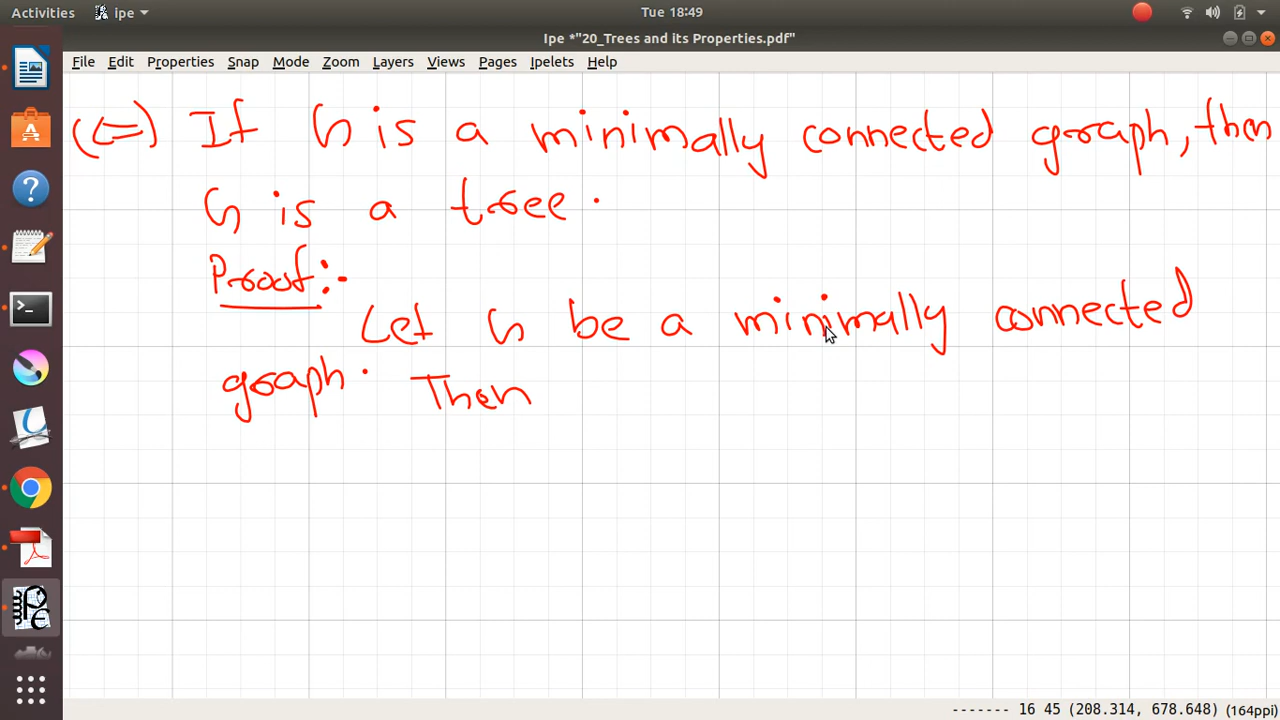 Activities ipe Tue 18:49
Ipe *"20_Trees and its Properties.pdf"
File Edit Properties Snap Mode Zoom Layers Views Pages Ipelets Help
(⇐) If G is a minimally connected graph, then
G is a tree.
Proof:-
Let G be a minimally connected
graph. Then
------- 16 45 (208.314, 678.648) (164ppi)